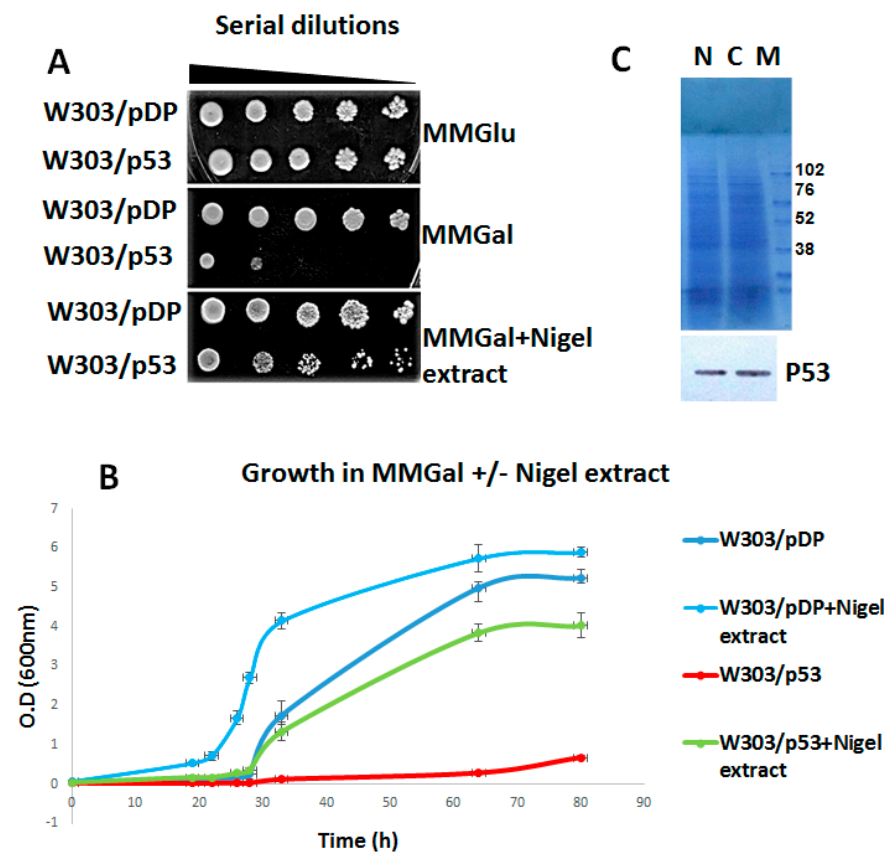 Serial dilutions
A
W303/pDP
W303/p53
MMGlu
W303/pDP
W303/p53
MMGal
W303/pDP
W303/p53
MMGal+Nigel
extract
C
N C M
102
76
52
38
P53
B
Growth in MMGal +/- Nigel extract
7
6
5
4
3
2
1
0
-1
O.D (600nm)
0 10 20 30 40 50 60 70 80 90
Time (h)
W303/pDP
W303/pDP+Nigel
extract
W303/p53
W303/p53+Nigel
extract